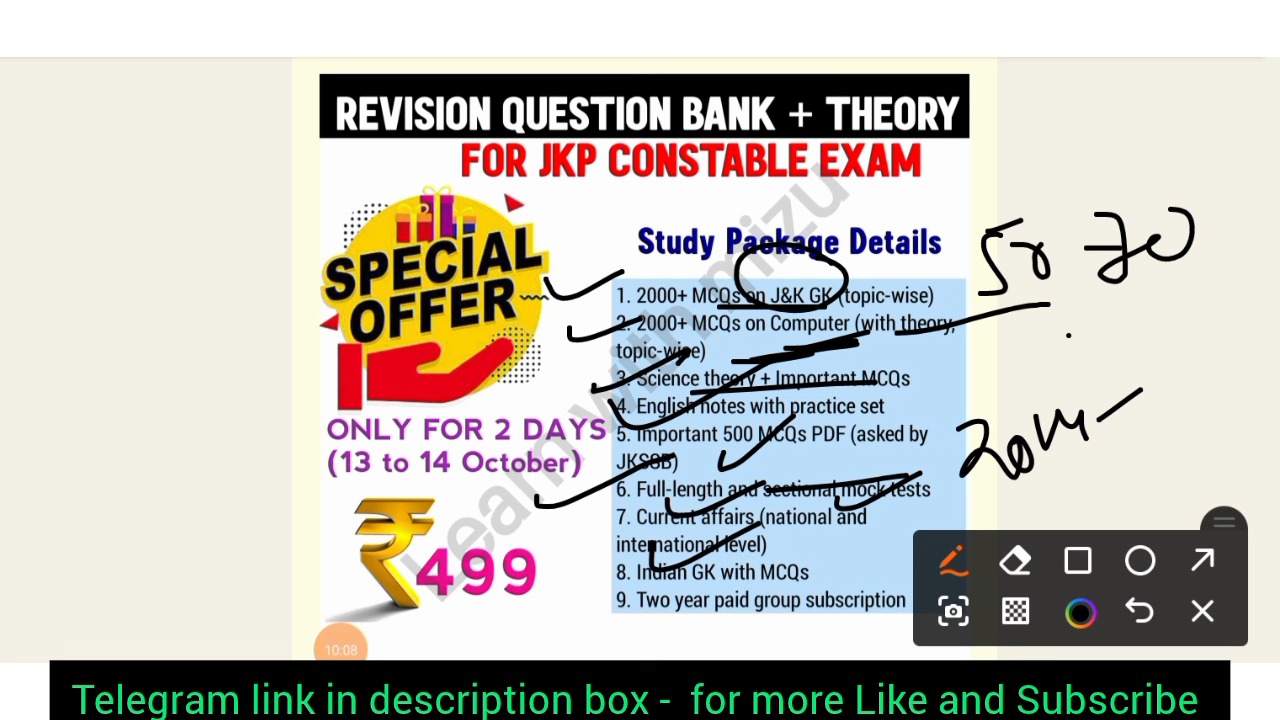 REVISION QUESTION BANK + THEORY
FOR JKP CONSTABLE EXAM
SPECIAL
OFFER
ONLY FOR 2 DAYS
(13 to 14 October)
₹499
Study Package Details
1. 2000+ MCQs on J&K GK (topic-wise)
2. 2000+ MCQs on Computer (with theory,
topic-wise)
3. Science theory + Important MCQs
4. English notes with practice set
5. Important 500 MCQs PDF (asked by
JKSSB)
6. Full-length and sectional mock tests
7. Current affairs (national and
international level)
8. Indian GK with MCQs
9. Two year paid group subscription
Learn with mizu
10:08
Telegram link in description box - for more Like and Subscribe